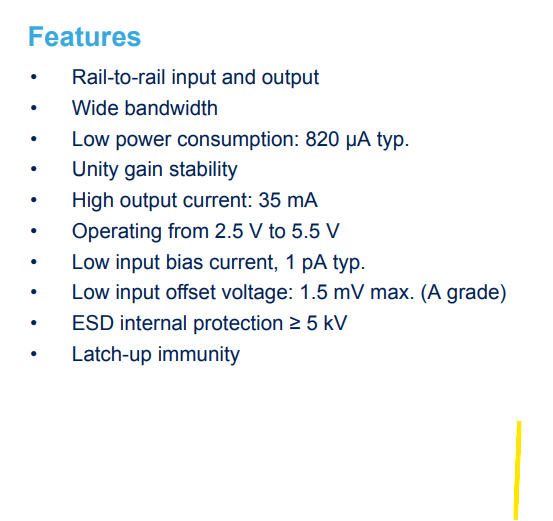 Features
• Rail-to-rail input and output
• Wide bandwidth
• Low power consumption: 820 µA typ.
• Unity gain stability
• High output current: 35 mA
• Operating from 2.5 V to 5.5 V
• Low input bias current, 1 pA typ.
• Low input offset voltage: 1.5 mV max. (A grade)
• ESD internal protection ≥ 5 kV
• Latch-up immunity